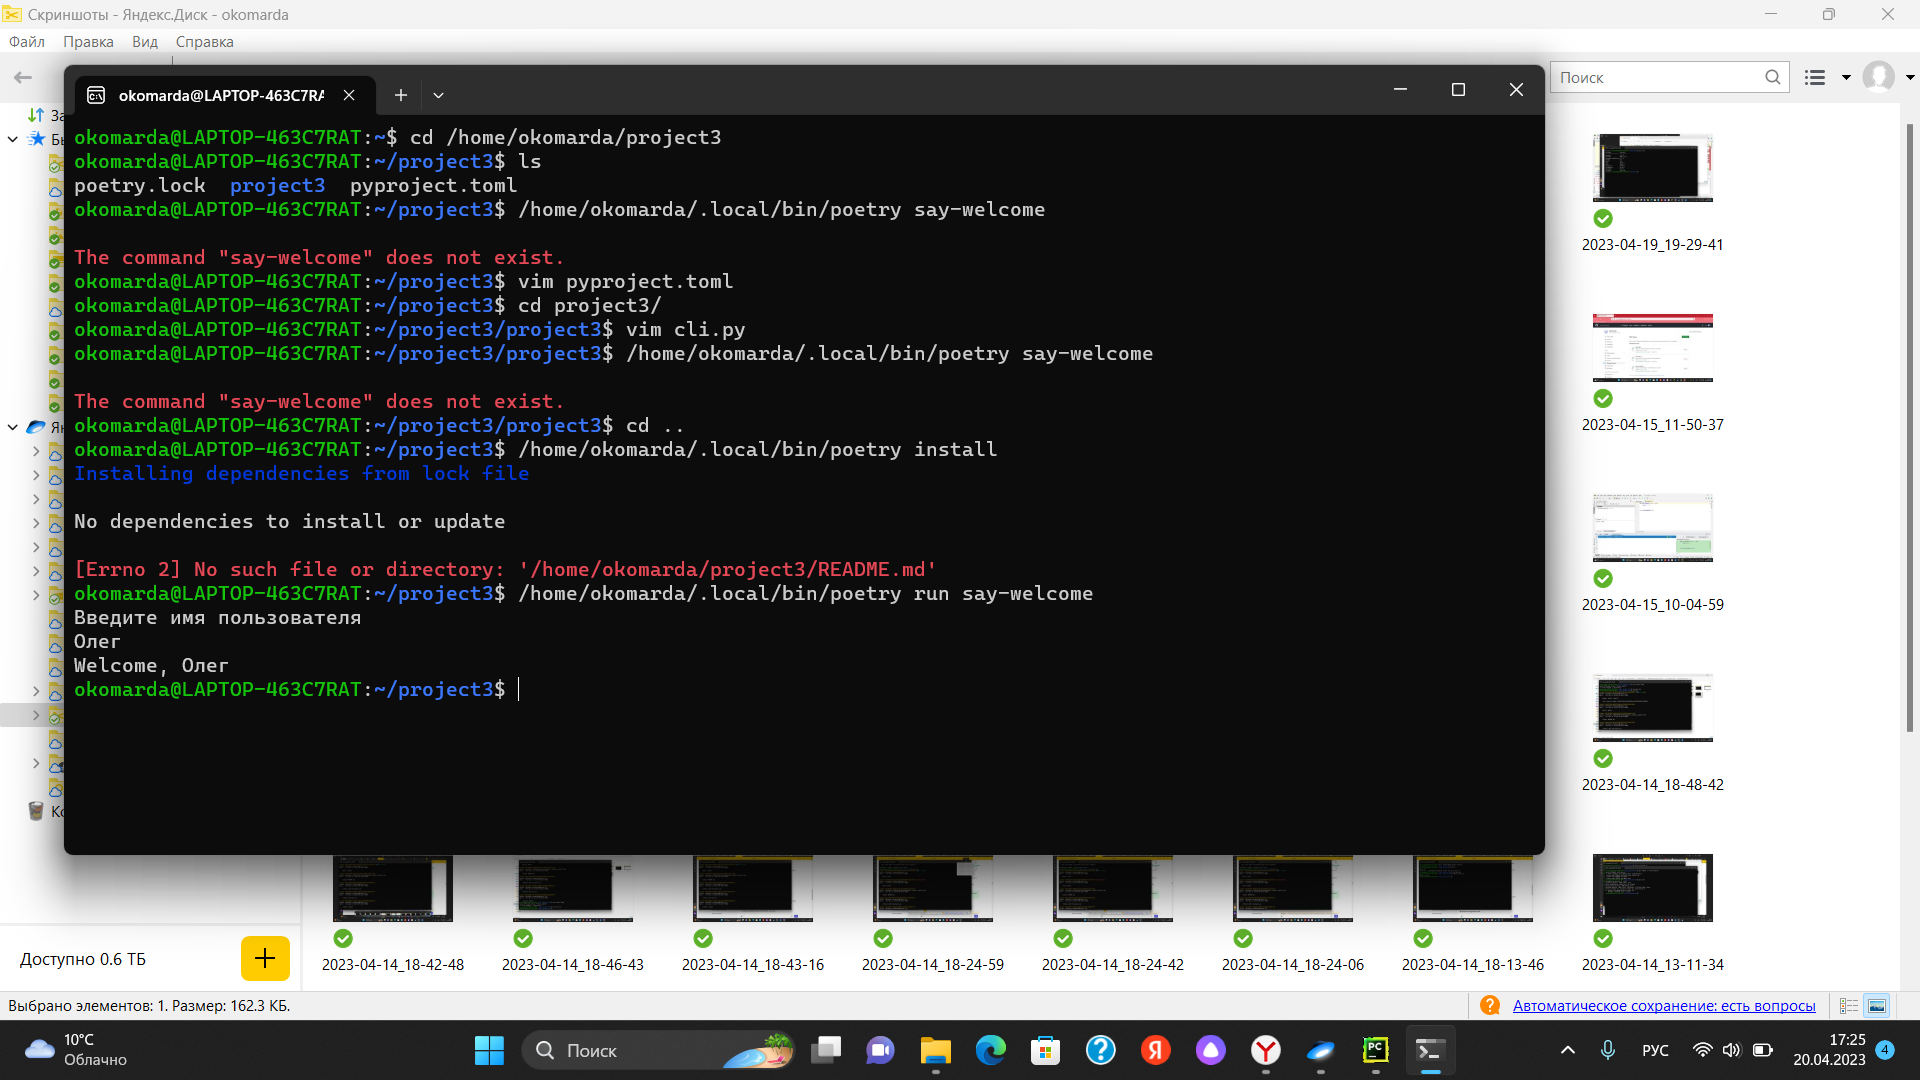 Скриншоты - Яндекс.Диск - okomarda
Файл Правка Вид Справка
Поиск
okomarda@LAPTOP-463C7RA
okomarda@LAPTOP-463C7RAT:~$ cd /home/okomarda/project3
okomarda@LAPTOP-463C7RAT:~/project3$ ls
poetry.lock project3 pyproject.toml
okomarda@LAPTOP-463C7RAT:~/project3$ /home/okomarda/.local/bin/poetry say-welcome
The command "say-welcome" does not exist.
okomarda@LAPTOP-463C7RAT:~/project3$ vim pyproject.toml
okomarda@LAPTOP-463C7RAT:~/project3$ cd project3/
okomarda@LAPTOP-463C7RAT:~/project3/project3$ vim cli.py
okomarda@LAPTOP-463C7RAT:~/project3/project3$ /home/okomarda/.local/bin/poetry say-welcome
The command "say-welcome" does not exist.
okomarda@LAPTOP-463C7RAT:~/project3/project3$ cd ..
okomarda@LAPTOP-463C7RAT:~/project3$ /home/okomarda/.local/bin/poetry install
Installing dependencies from lock file
No dependencies to install or update
[Errno 2] No such file or directory: '/home/okomarda/project3/README.md'
okomarda@LAPTOP-463C7RAT:~/project3$ /home/okomarda/.local/bin/poetry run say-welcome
Введите имя пользователя
Олег
Welcome, Олег
okomarda@LAPTOP-463C7RAT:~/project3$
2023-04-19_19-29-41
2023-04-15_11-50-37
2023-04-15_10-04-59
2023-04-14_18-48-42
2023-04-14_18-42-48 2023-04-14_18-46-43 2023-04-14_18-43-16 2023-04-14_18-24-59 2023-04-14_18-24-42 2023-04-14_18-24-06 2023-04-14_18-13-46 2023-04-14_13-11-34
Доступно 0.6 ТБ
Выбрано элементов: 1. Размер: 162.3 КБ.
Автоматическое сохранение: есть вопросы
10°C
Облачно
Поиск
РУС
17:25
20.04.2023
4